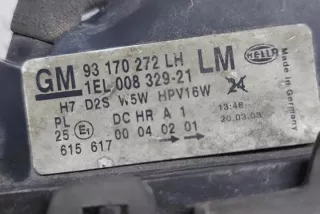 GM 93 170 272 LH LM HELLA
1EL 008 329-21
Made in Germany
H7 D2S W5W HPV16W 24
PL DC HR A 1 13:48
25 E1 00 04 02 01 20.03.03
615 617